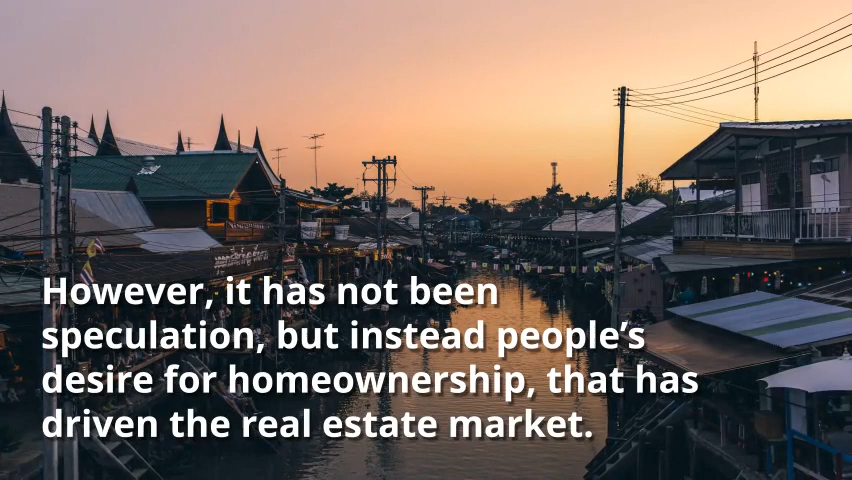 However, it has not been
speculation, but instead people’s
desire for homeownership, that has
driven the real estate market.